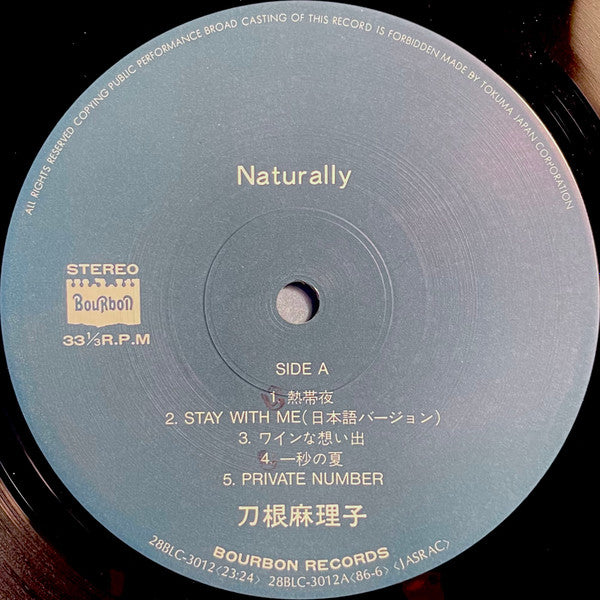 ALL RIGHTS RESERVED COPYING PUBLIC PERFORMANCE BROAD CASTING OF THIS RECORD IS FORBIDDEN MADE BY TOKUMA JAPAN CORPORATION
Naturally
STEREO
BouRbon
33⅓R.P.M
SIDE A
1. 熱帯夜
2. STAY WITH ME(日本語バージョン)
3. ワインな想い出
4. 一秒の夏
5. PRIVATE NUMBER
刀根麻理子
BOURBON RECORDS
28BLC-3012〈23:24〉 28BLC-3012A〈86-6〉〈JASRAC〉